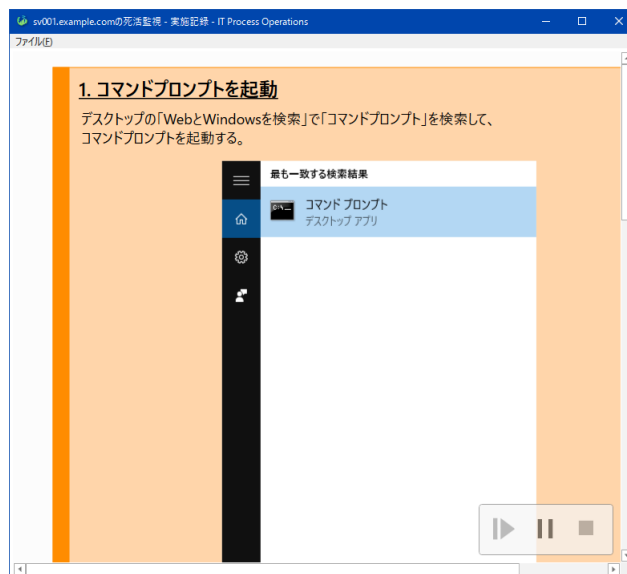 sv001.example.comの死活監視 - 実施記録 - IT Process Operations
ファイル(F)
1. コマンドプロンプトを起動
デスクトップの「WebとWindowsを検索」で「コマンドプロンプト」を検索して、
コマンドプロンプトを起動する。
最も一致する検索結果
コマンド プロンプト
デスクトップ アプリ